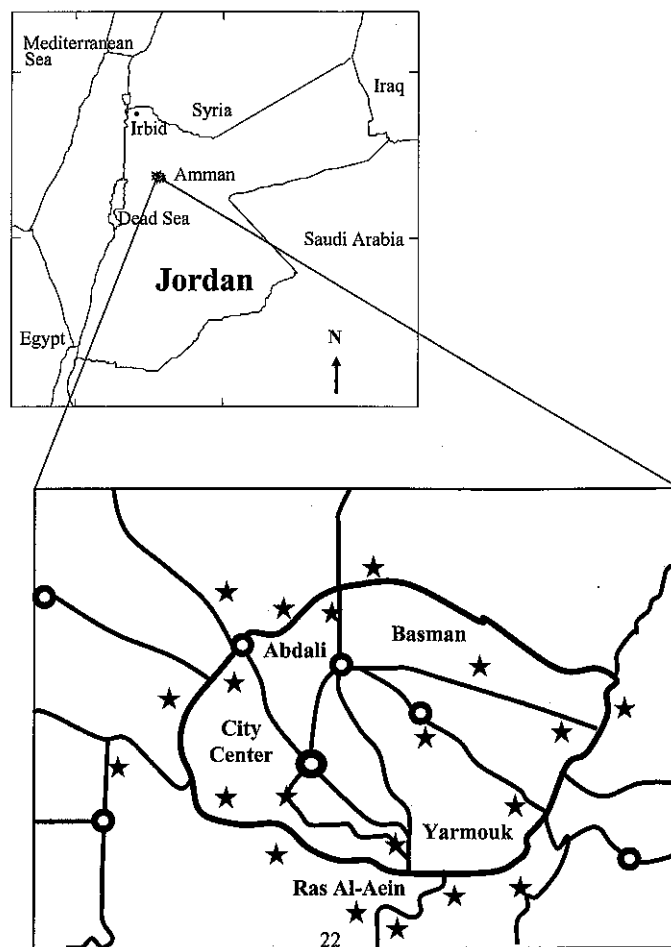 Mediterranean
Sea
Iraq
Syria
Irbid
Amman
Dead Sea
Saudi Arabia
Jordan
Egypt
N
Basman
Abdali
City
Center
Yarmouk
Ras Al-Aein
22